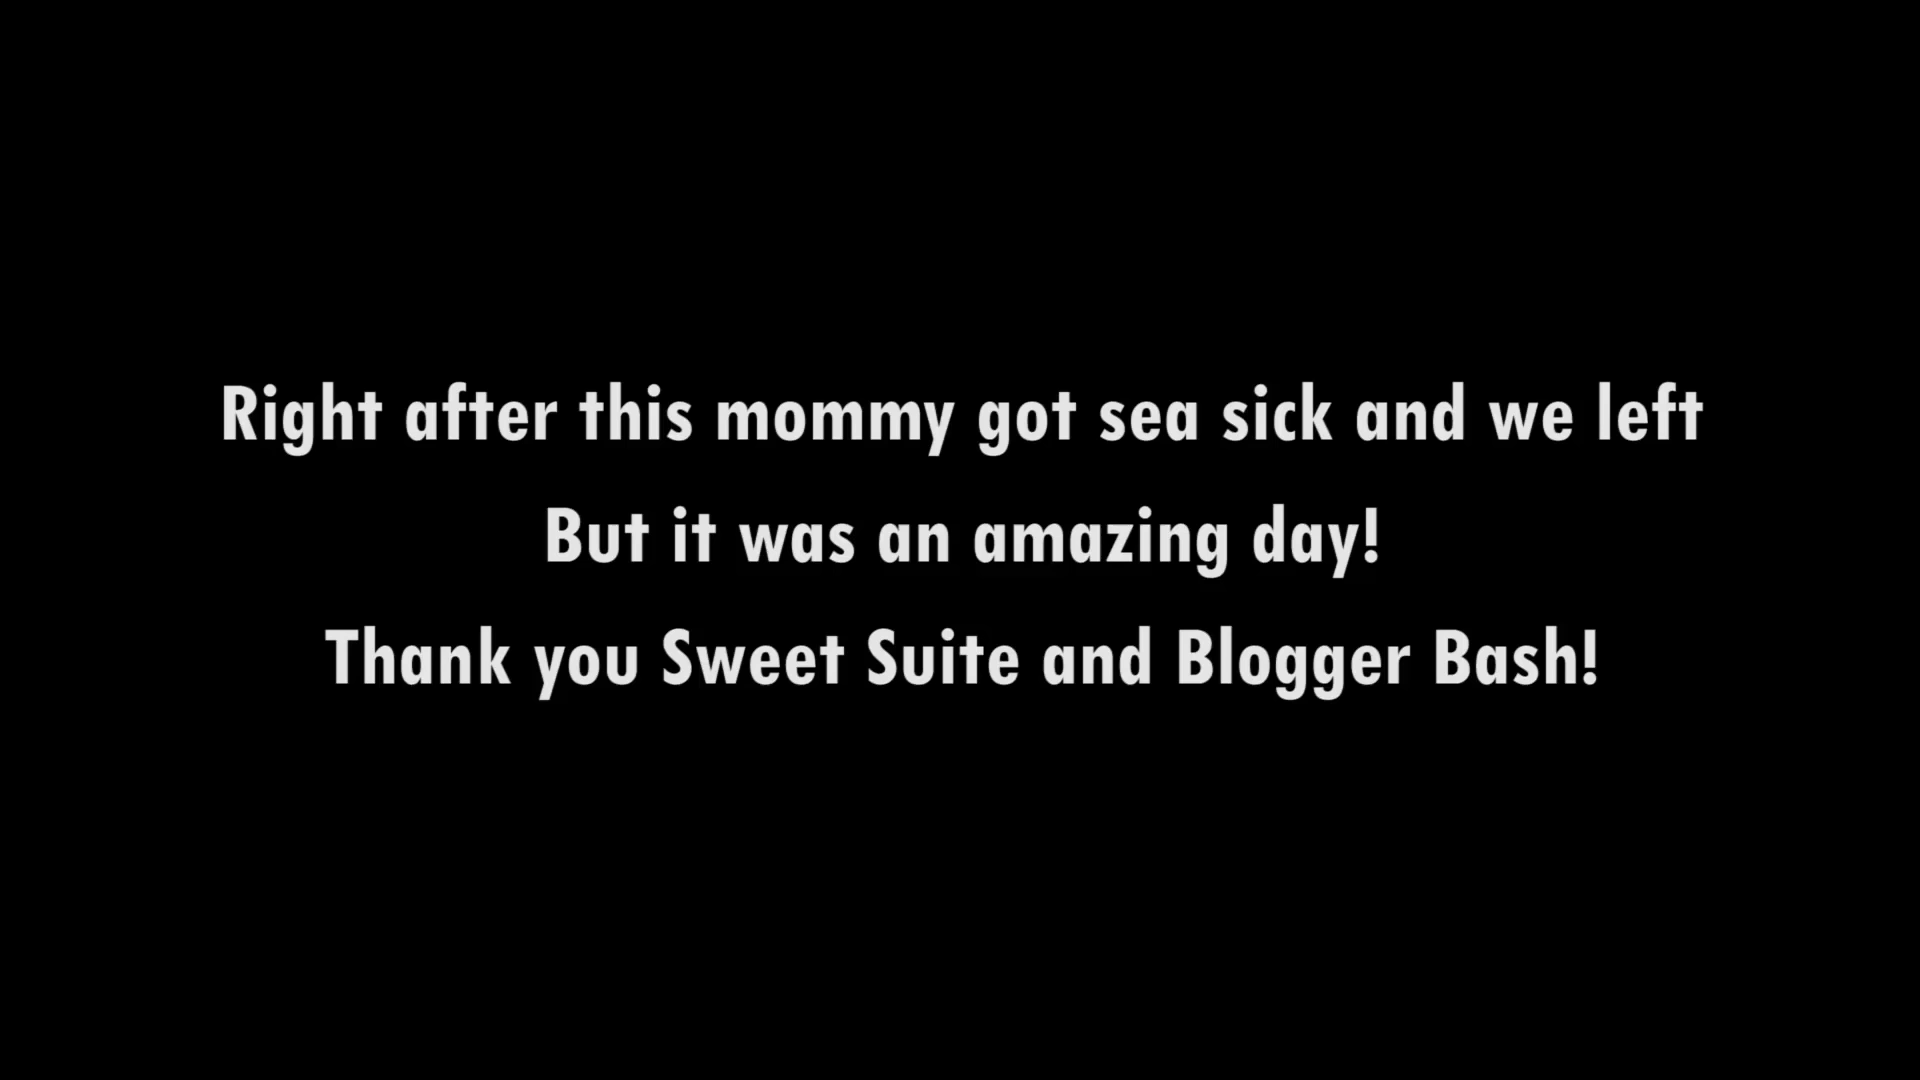 Right after this mommy got sea sick and we left
But it was an amazing day!
Thank you Sweet Suite and Blogger Bash!